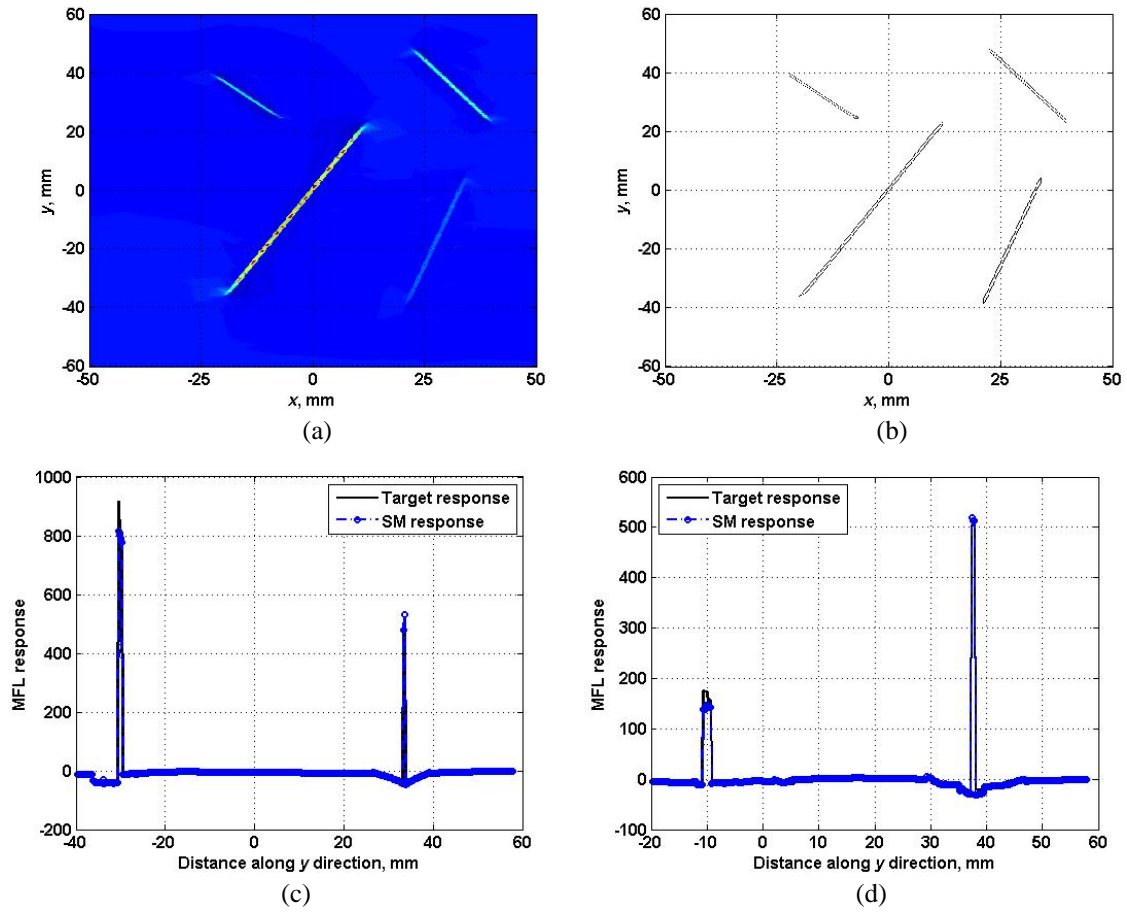 60
40
20
0
-20
-40
-60
y, mm
-50 -25 0 25 50
x, mm
(a)
60
40
20
0
-20
-40
-60
y, mm
-50 -25 0 25 50
x, mm
(b)
1000
800
600
400
200
0
-200
MFL response
Target response
SM response
-40 -20 0 20 40 60
Distance along y direction, mm
(c)
600
500
400
300
200
100
0
-100
MFL response
Target response
SM response
-20 -10 0 10 20 30 40 50 60
Distance along y direction, mm
(d)